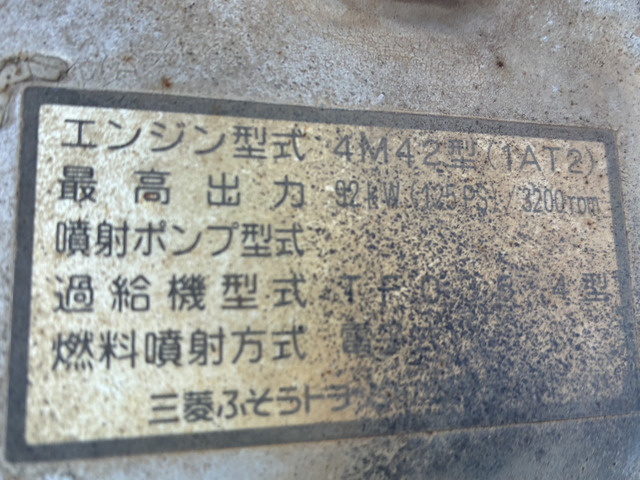 エンジン型式 4M42型(1AT2)
最高出力 92kW(125PS)/3200rpm
噴射ポンプ型式
過給機型式 型
燃料噴射方式
三菱ふそうトラ